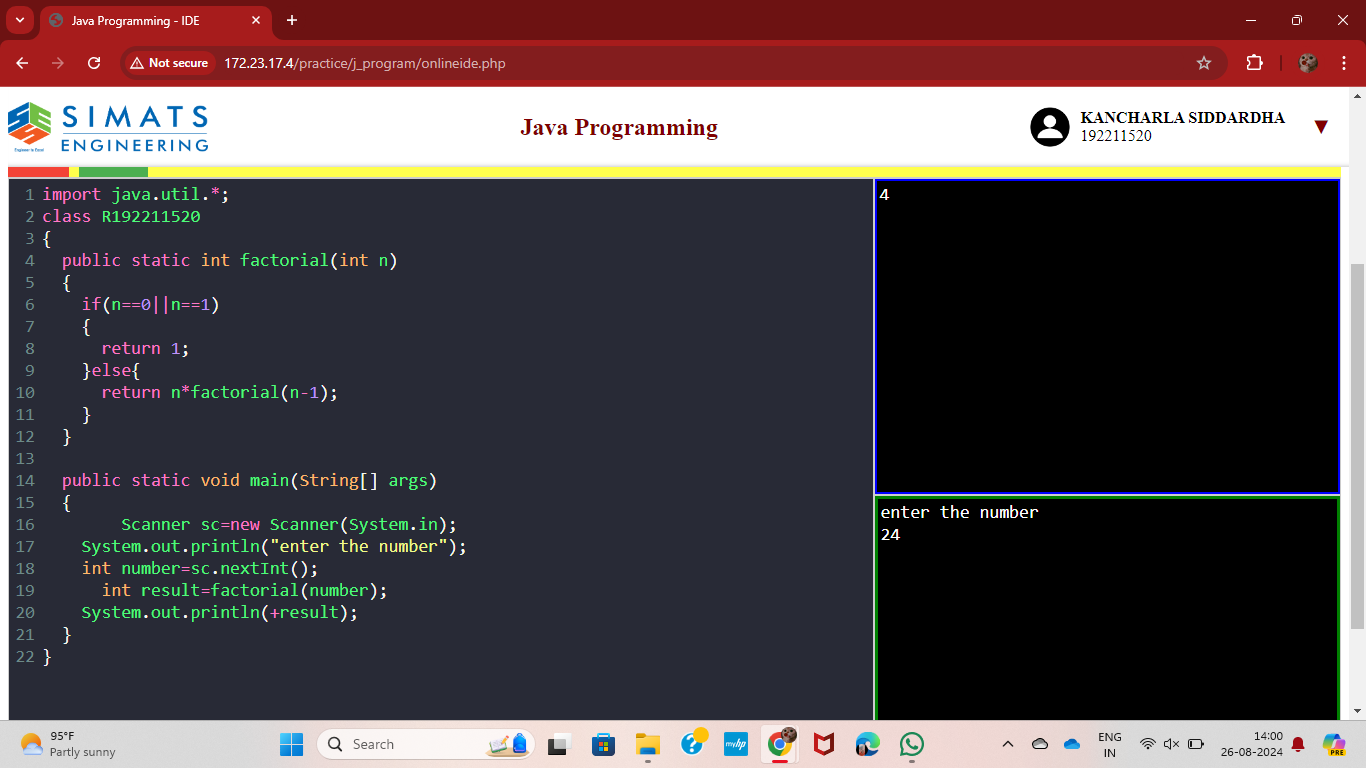 Java Programming - IDE
Not secure 172.23.17.4/practice/j_program/onlineide.php
SIMATS
ENGINEERING
Engineer to Excel
Java Programming
KANCHARLA SIDDARDHA
192211520
1 import java.util.*;
2 class R192211520
3 {
4 public static int factorial(int n)
5 {
6 if(n==0||n==1)
7 {
8 return 1;
9 }else{
10 return n*factorial(n-1);
11 }
12 }
13
14 public static void main(String[] args)
15 {
16 Scanner sc=new Scanner(System.in);
17 System.out.println("enter the number");
18 int number=sc.nextInt();
19 int result=factorial(number);
20 System.out.println(+result);
21 }
22 }
4
enter the number
24
95°F
Partly sunny
Search
myhp
ENG
IN
14:00
26-08-2024
PRE